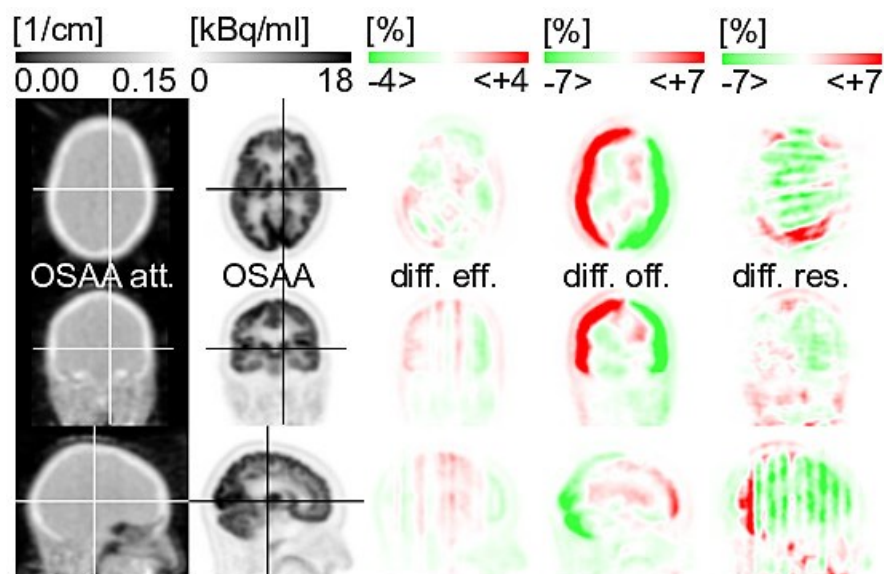 [1/cm] [kBq/ml] [%] [%] [%]
0.00 0.15 0 18 -4> <+4 -7> <+7 -7> <+7
OSAA att. OSAA diff. eff. diff. off. diff. res.